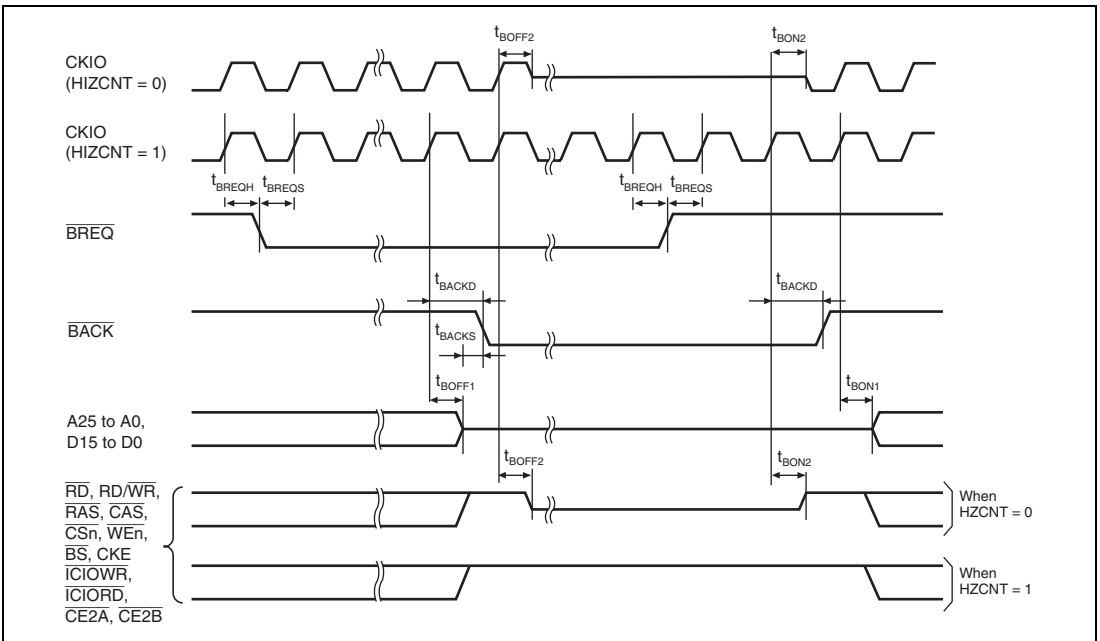 tBOFF2
tBON2
CKIO
(HIZCNT = 0)
CKIO
(HIZCNT = 1)
tBREQH
tBREQS
tBREQH
tBREQS
BREQ
tBACKD
tBACKD
BACK
tBACKS
tBOFF1
tBON1
A25 to A0,
D15 to D0
tBOFF2
tBON2
RD, RD/WR,
RAS, CAS,
CSn, WEn,
BS, CKE
ICIOWR,
ICIORD,
CE2A, CE2B
When
HZCNT = 0
When
HZCNT = 1